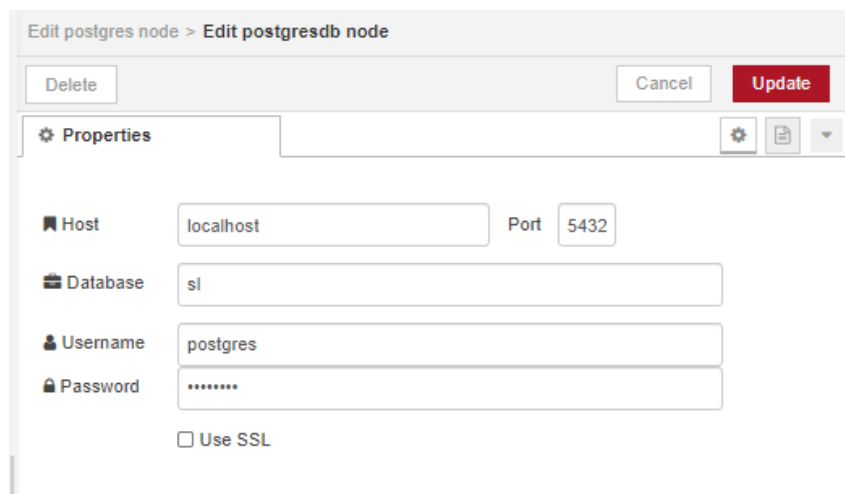 Edit postgres node > Edit postgresdb node
Delete Cancel Update
Properties
Host localhost Port 5432
Database sl
Username postgres
Password ••••••••
Use SSL